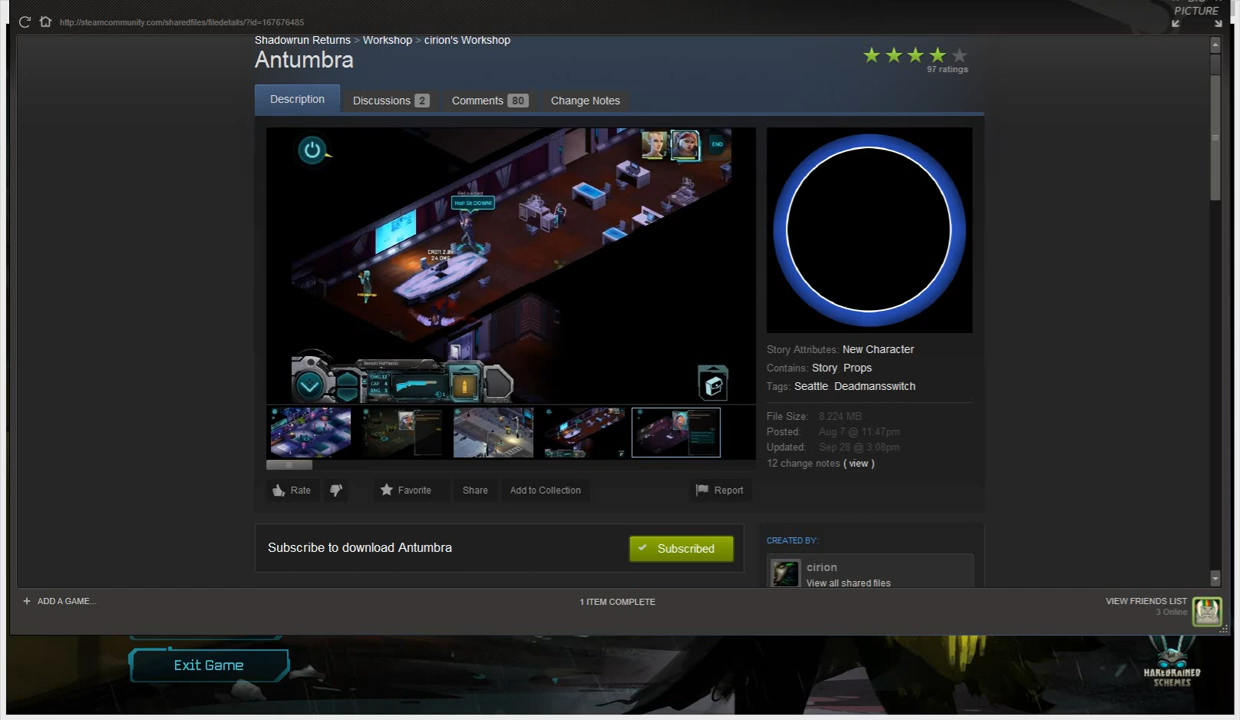 PICTURE
http://steamcommunity.com/sharedfiles/filedetails/?id=167676485
Shadowrun Returns > Workshop > cirion's Workshop
Antumbra
97 ratings
Description
Discussions 2
Comments 80
Change Notes
END
Hoi! Sit DOWN!
Story Attributes: New Character
Contains: Story Props
Tags: Seattle Deadmansswitch
File Size: 8.224 MB
Posted: Aug 7 @ 11:47pm
Updated: Sep 28 @ 3:08pm
12 change notes ( view )
Rate
Favorite
Share
Add to Collection
Report
Subscribe to download Antumbra
Subscribed
CREATED BY:
cirion
View all shared files
+ ADD A GAME...
1 ITEM COMPLETE
VIEW FRIENDS LIST
3 Online
Exit Game
HAREBRAINED
SCHEMES